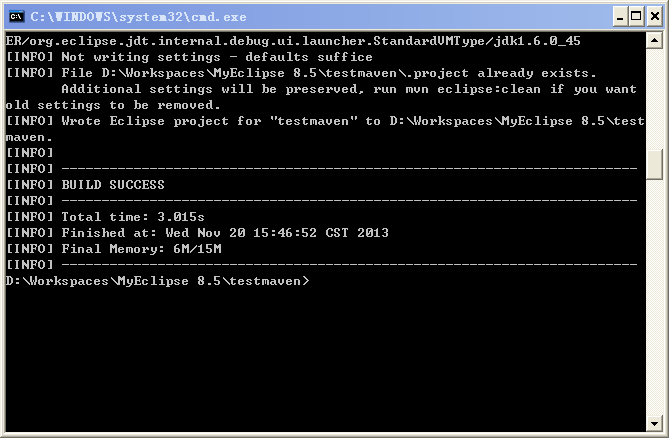 C:\WINDOWS\system32\cmd.exe
ER/org.eclipse.jdt.internal.debug.ui.launcher.StandardVMType/jdk1.6.0_45
[INFO] Not writing settings - defaults suffice
[INFO] File D:\Workspaces\MyEclipse 8.5\testmaven\.project already exists.
       Additional settings will be preserved, run mvn eclipse:clean if you want
old settings to be removed.
[INFO] Wrote Eclipse project for "testmaven" to D:\Workspaces\MyEclipse 8.5\test
maven.
[INFO]
[INFO] ------------------------------------------------------------------------
[INFO] BUILD SUCCESS
[INFO] ------------------------------------------------------------------------
[INFO] Total time: 3.015s
[INFO] Finished at: Wed Nov 20 15:46:52 CST 2013
[INFO] Final Memory: 6M/15M
[INFO] ------------------------------------------------------------------------
D:\Workspaces\MyEclipse 8.5\testmaven>